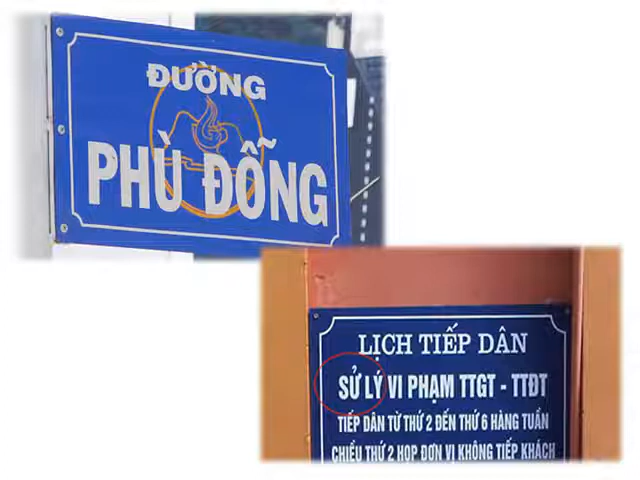 ĐƯỜNG
PHÙ ĐỖNG
LỊCH TIẾP DÂN
SỬ LÝ VI PHẠM TTGT - TTĐT
TIẾP DÂN TỪ THỨ 2 ĐẾN THỨ 6 HÀNG TUẦN
CHIỀU THỨ 2 HỌP ĐƠN VỊ KHÔNG TIẾP KHÁCH